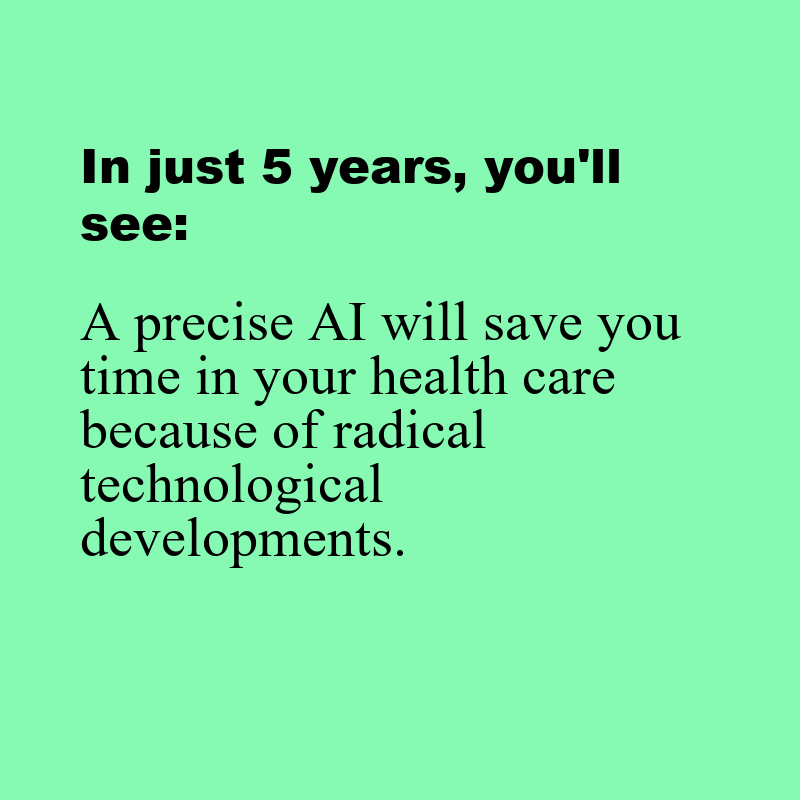 In just 5 years, you'll
see:
A precise AI will save you
time in your health care
because of radical
technological
developments.